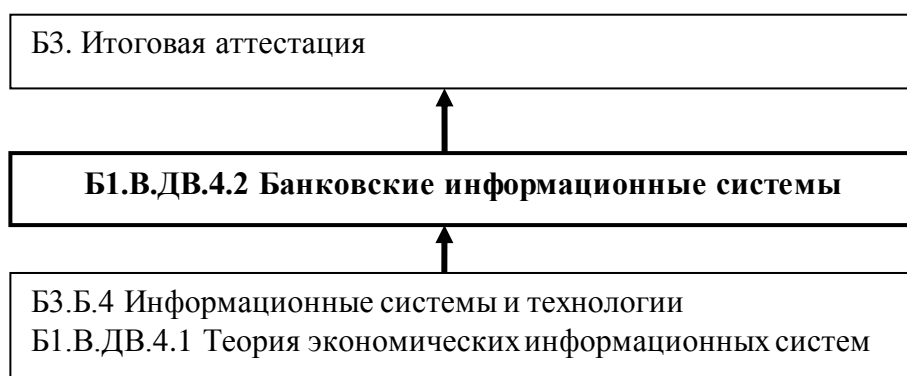 Б3. Итоговая аттестация
Б1.В.ДВ.4.2 Банковские информационные системы
Б3.Б.4 Информационные системы и технологии
Б1.В.ДВ.4.1 Теория экономических информационных систем